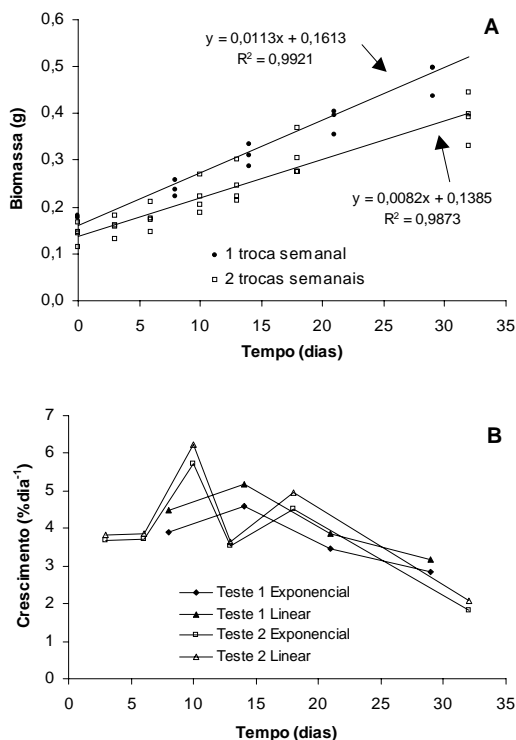 A
y = 0,0113x + 0,1613
R² = 0,9921
y = 0,0082x + 0,1385
R² = 0,9873
Biomassa (g)
0,6
0,5
0,4
0,3
0,2
0,1
0,0
1 troca semanal
2 trocas semanais
0 5 10 15 20 25 30 35
Tempo (dias)
B
Crescimento (%dia⁻¹)
7
6
5
4
3
2
1
0
Teste 1 Exponencial
Teste 1 Linear
Teste 2 Exponencial
Teste 2 Linear
0 5 10 15 20 25 30 35
Tempo (dias)